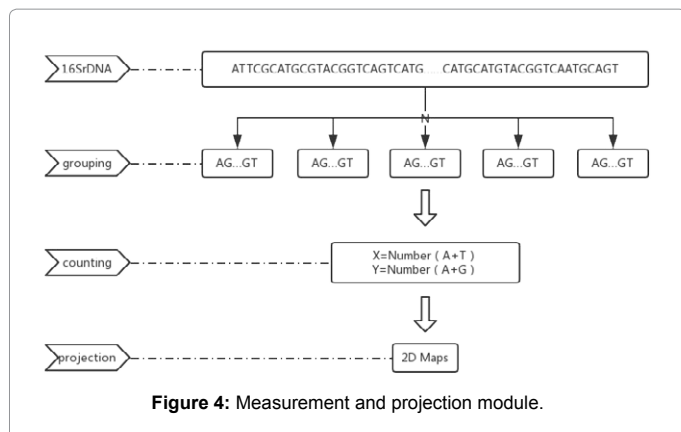 16SrDNA
ATTCGCATGCGTACGGTCAGTCATG......CATGCATGTACGGTCAATGCAGT
N
grouping
AG...GT AG...GT AG...GT AG...GT AG...GT
counting
X=Number ( A+T )
Y=Number ( A+G )
projection
2D Maps
Figure 4: Measurement and projection module.